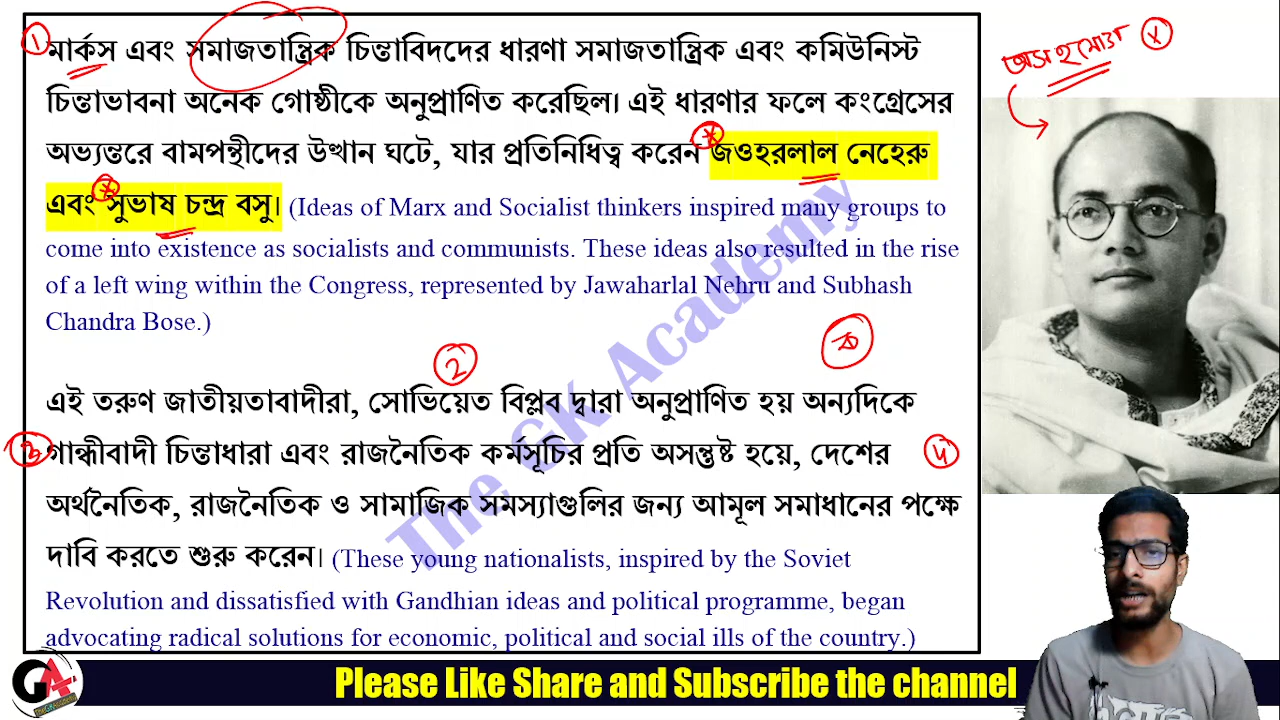 মার্কস এবং সমাজতান্ত্রিক চিন্তাবিদদের ধারণা সমাজতান্ত্রিক এবং কমিউনিস্ট
চিন্তাভাবনা অনেক গোষ্ঠীকে অনুপ্রাণিত করেছিল। এই ধারণার ফলে কংগ্রেসের
অভ্যন্তরে বামপন্থীদের উত্থান ঘটে, যার প্রতিনিধিত্ব করেন জওহরলাল নেহেরু
এবং সুভাষ চন্দ্র বসু। (Ideas of Marx and Socialist thinkers inspired many groups to
come into existence as socialists and communists. These ideas also resulted in the rise
of a left wing within the Congress, represented by Jawaharlal Nehru and Subhash
Chandra Bose.)
এই তরুণ জাতীয়তাবাদীরা, সোভিয়েত বিপ্লব দ্বারা অনুপ্রাণিত হয় অন্যদিকে
গান্ধীবাদী চিন্তাধারা এবং রাজনৈতিক কর্মসূচির প্রতি অসন্তুষ্ট হয়ে, দেশের
অর্থনৈতিক, রাজনৈতিক ও সামাজিক সমস্যাগুলির জন্য আমূল সমাধানের পক্ষে
দাবি করতে শুরু করেন। (These young nationalists, inspired by the Soviet
Revolution and dissatisfied with Gandhian ideas and political programme, began
advocating radical solutions for economic, political and social ills of the country.)
The GK Academy
Please Like Share and Subscribe the channel